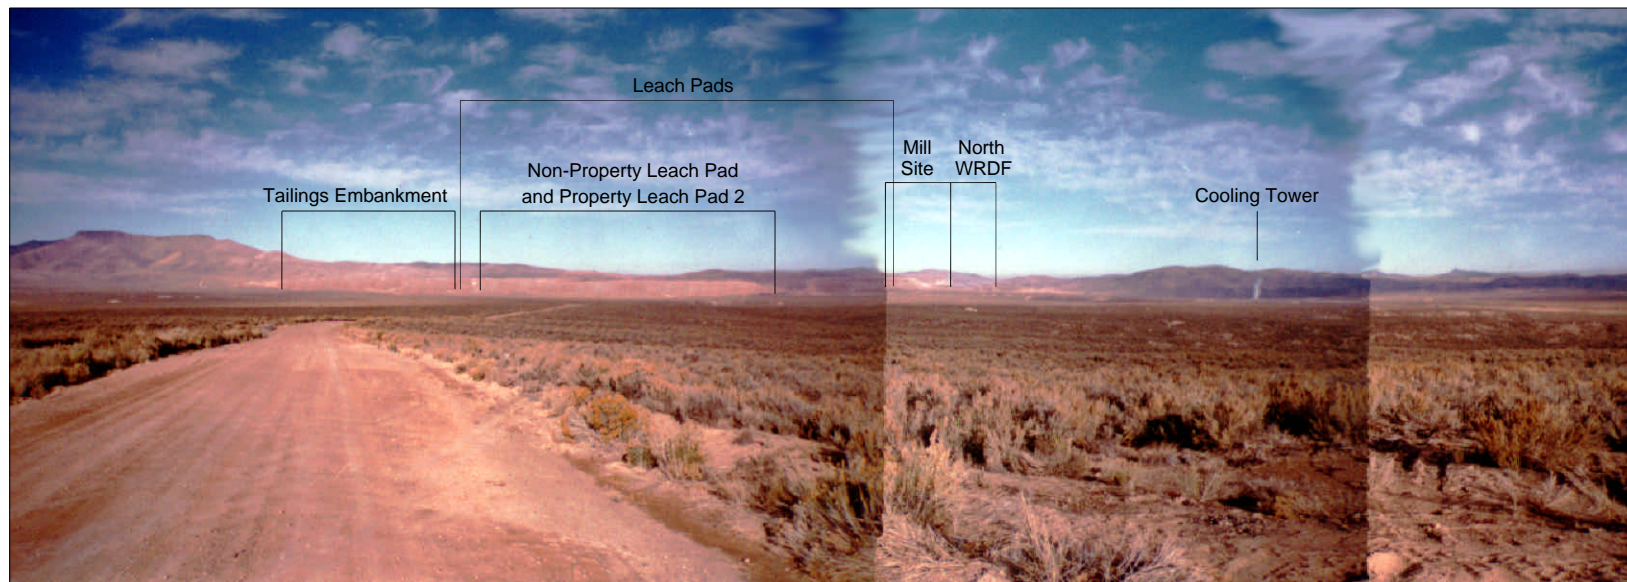 Leach Pads
Mill
Site
North
WRDF
Non-Property Leach Pad
and Property Leach Pad 2
Tailings Embankment
Cooling Tower